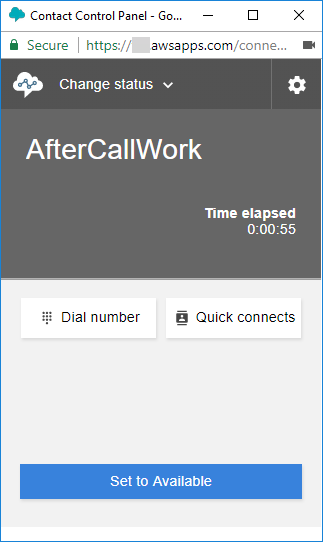 Contact Control Panel - Go...
Secure https:// awsapps.com/conne...
Change status
AfterCallWork
Time elapsed
0:00:55
Dial number
Quick connects
Set to Available